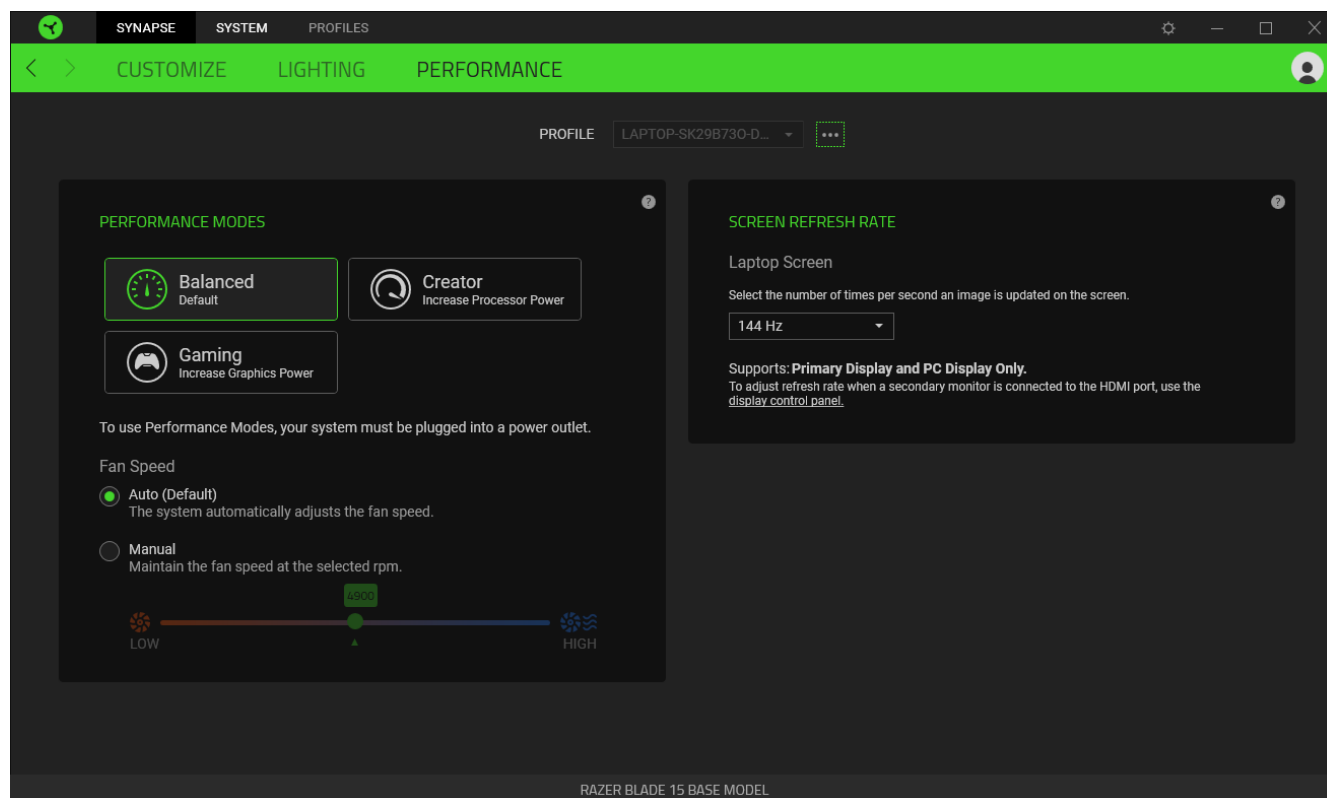 SYNAPSE SYSTEM PROFILES
CUSTOMIZE LIGHTING PERFORMANCE
PROFILE LAPTOP-SK29B73O-D... ...
PERFORMANCE MODES
Balanced
Default
Creator
Increase Processor Power
Gaming
Increase Graphics Power
To use Performance Modes, your system must be plugged into a power outlet.
Fan Speed
Auto (Default)
The system automatically adjusts the fan speed.
Manual
Maintain the fan speed at the selected rpm.
4900
LOW HIGH
?
SCREEN REFRESH RATE
Laptop Screen
Select the number of times per second an image is updated on the screen.
144 Hz
Supports: Primary Display and PC Display Only.
To adjust refresh rate when a secondary monitor is connected to the HDMI port, use the
display control panel.
?
RAZER BLADE 15 BASE MODEL